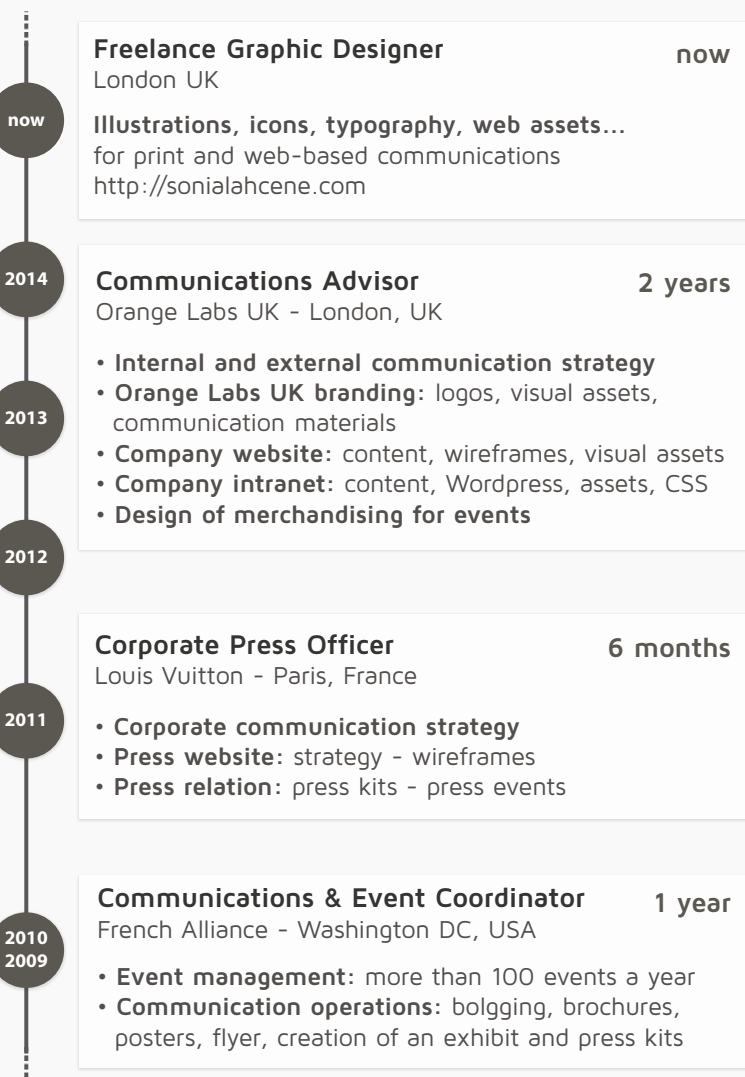 Freelance Graphic Designer
now
London UK
now
Illustrations, icons, typography, web assets...
for print and web-based communications
http://sonialahcene.com
2014
Communications Advisor
2 years
Orange Labs UK - London, UK
• Internal and external communication strategy
• Orange Labs UK branding: logos, visual assets,
communication materials
2013
• Company website: content, wireframes, visual assets
• Company intranet: content, Wordpress, assets, CSS
• Design of merchandising for events
2012
Corporate Press Officer
6 months
Louis Vuitton - Paris, France
2011
• Corporate communication strategy
• Press website: strategy - wireframes
• Press relation: press kits - press events
Communications & Event Coordinator
1 year
French Alliance - Washington DC, USA
2010
2009
• Event management: more than 100 events a year
• Communication operations: bolgging, brochures,
posters, flyer, creation of an exhibit and press kits